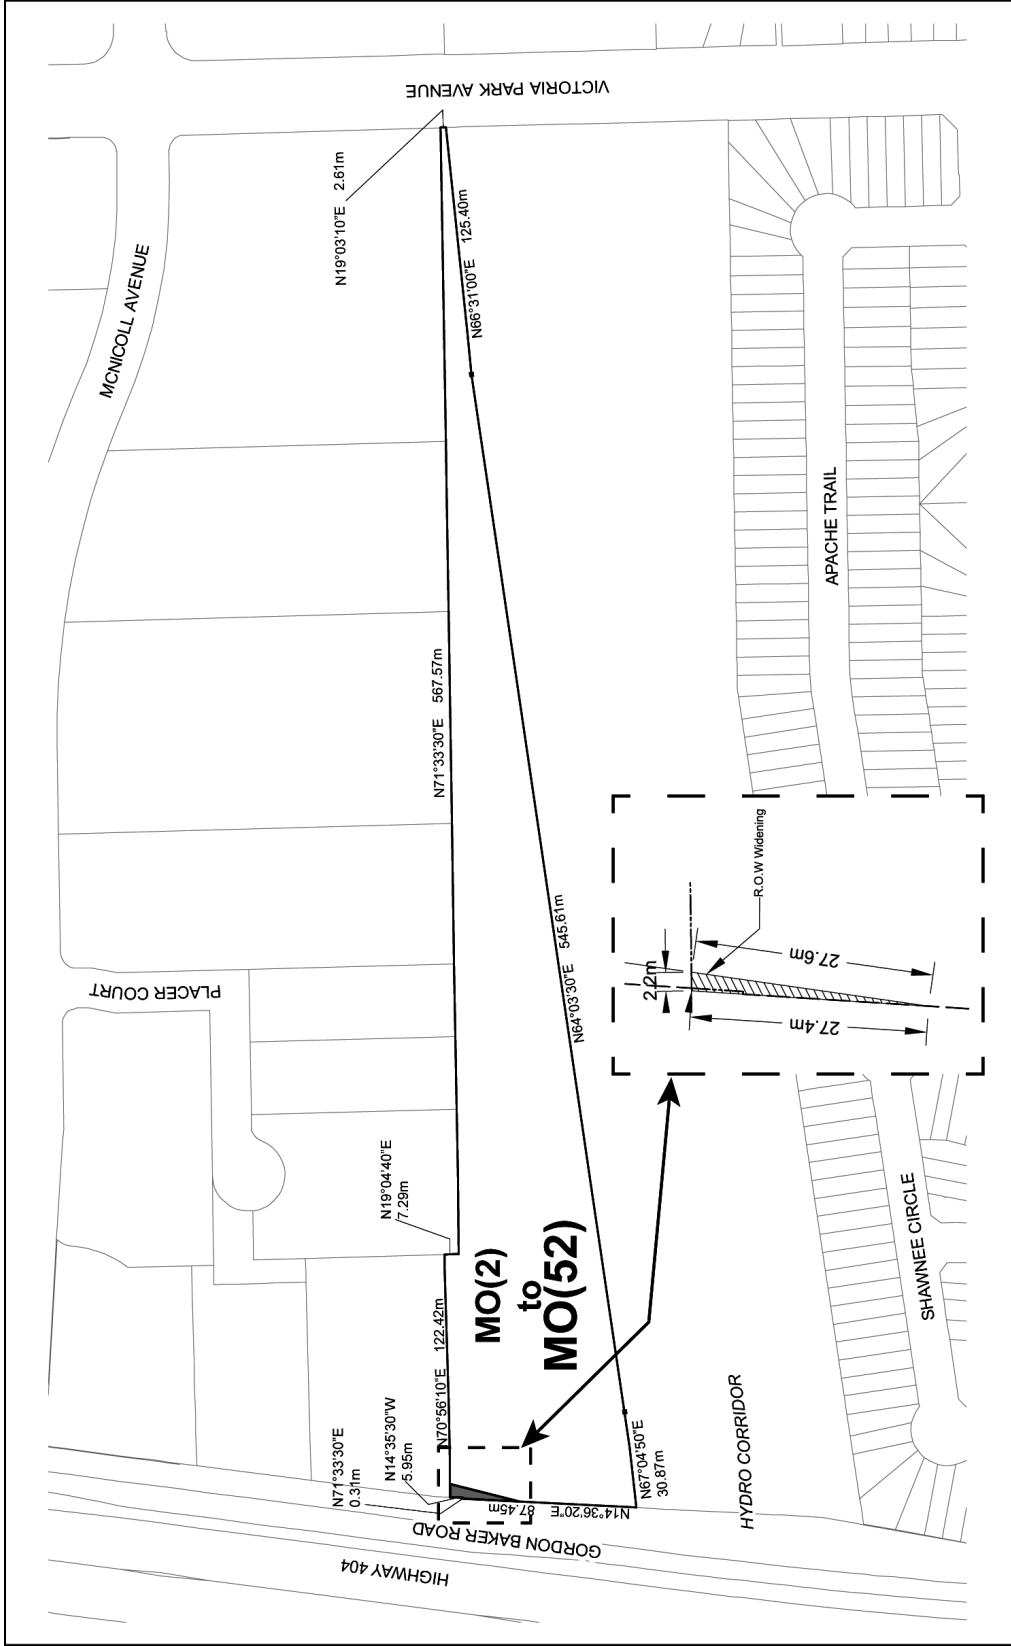 VICTORIA PARK AVENUE
MCNICOLL AVENUE
N19°03'10"E 2.61m
N66°31'00"E 125.40m
APACHE TRAIL
N71°33'30"E 567.57m
PLACER COURT
N64°03'30"E 545.61m
R.O.W Widening
2.2m
27.6m
27.4m
N19°04'40"E
7.29m
MO(2)
to
MO(52)
SHAWNEE CIRCLE
N70°56'10"E 122.42m
N71°33'30"E
0.31m
N14°35'30"W
5.95m
N67°04'50"E
30.87m
HYDRO CORRIDOR
N14°36'20"E 87.45m
GORDON BAKER ROAD
HIGHWAY 404